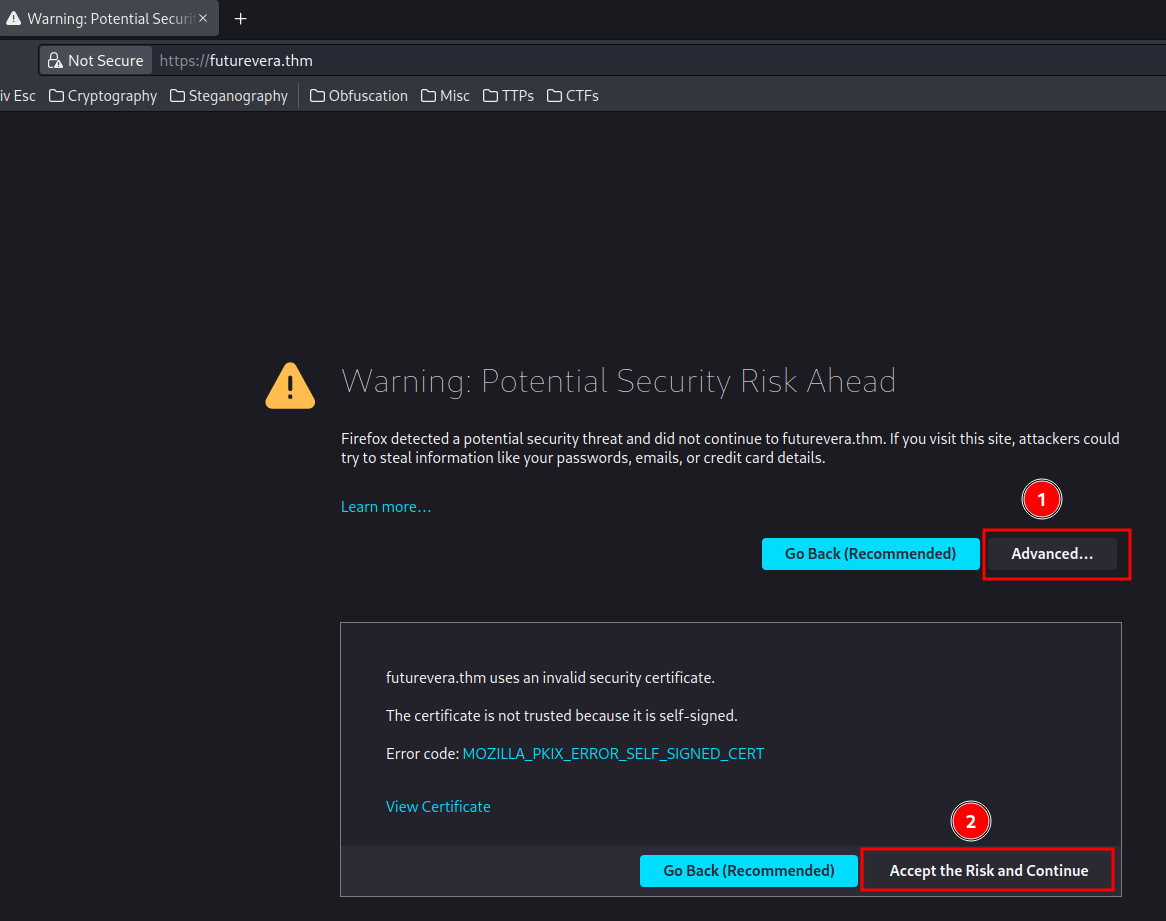 Warning: Potential Securi
Not Secure https://futurevera.thm
iv Esc Cryptography Steganography Obfuscation Misc TTPs CTFs
Warning: Potential Security Risk Ahead
Firefox detected a potential security threat and did not continue to futurevera.thm. If you visit this site, attackers could
try to steal information like your passwords, emails, or credit card details.
Learn more…
1
Go Back (Recommended) Advanced…
futurevera.thm uses an invalid security certificate.
The certificate is not trusted because it is self-signed.
Error code: MOZILLA_PKIX_ERROR_SELF_SIGNED_CERT
View Certificate
2
Go Back (Recommended) Accept the Risk and Continue